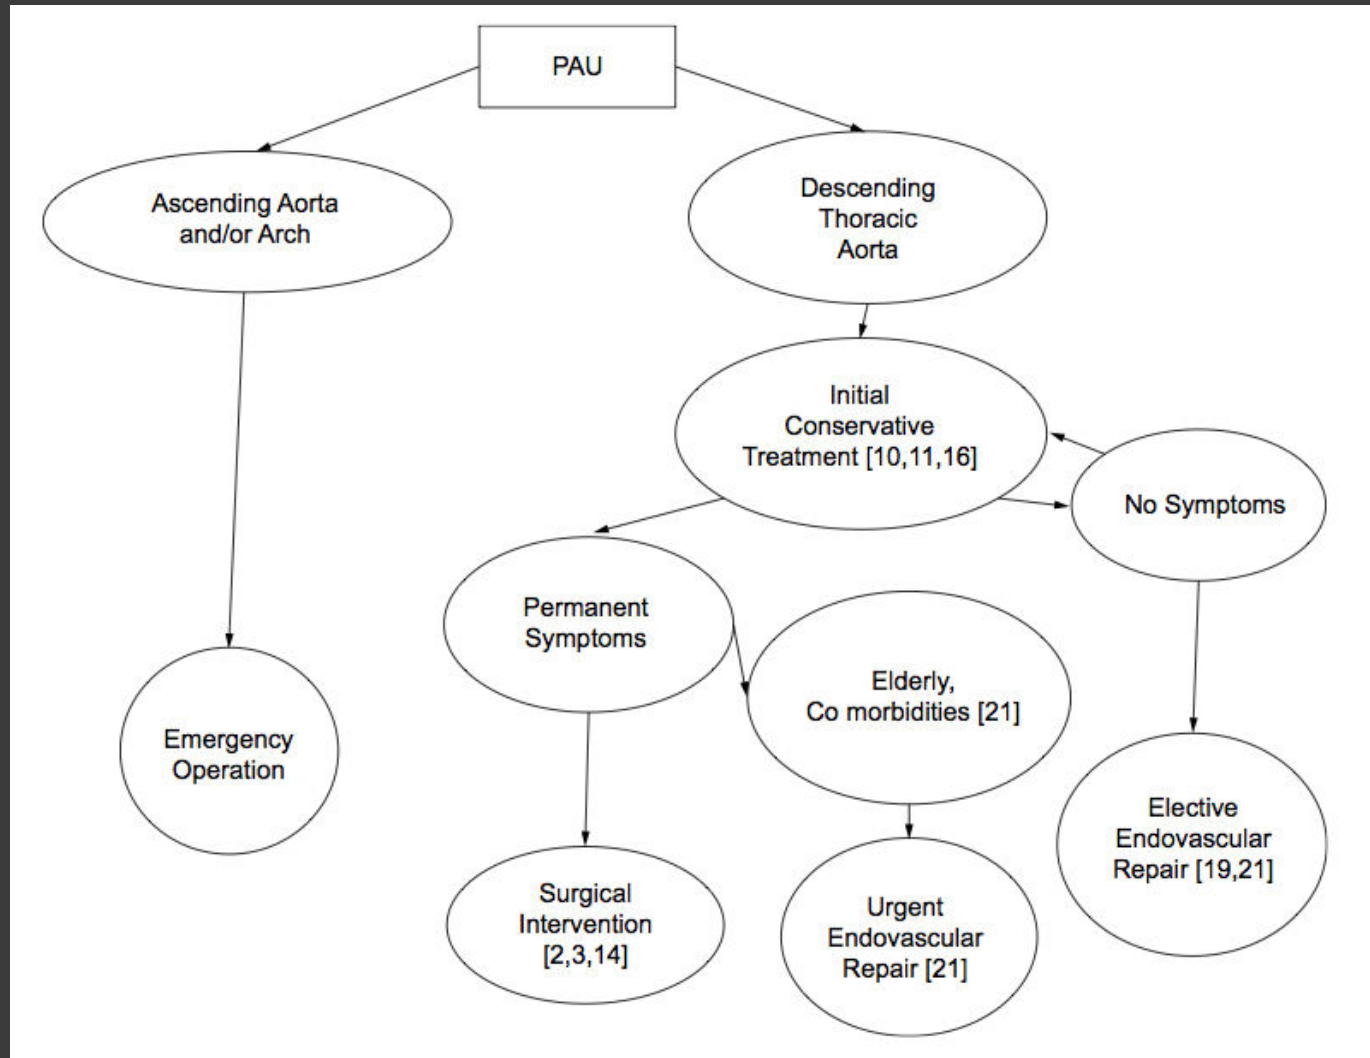 PAU
Ascending Aorta
and/or Arch
Descending
Thoracic
Aorta
Initial
Conservative
Treatment [10,11,16]
No Symptoms
Permanent
Symptoms
Elderly,
Co morbidities [21]
Emergency
Operation
Elective
Endovascular
Repair [19,21]
Surgical
Intervention
[2,3,14]
Urgent
Endovascular
Repair [21]